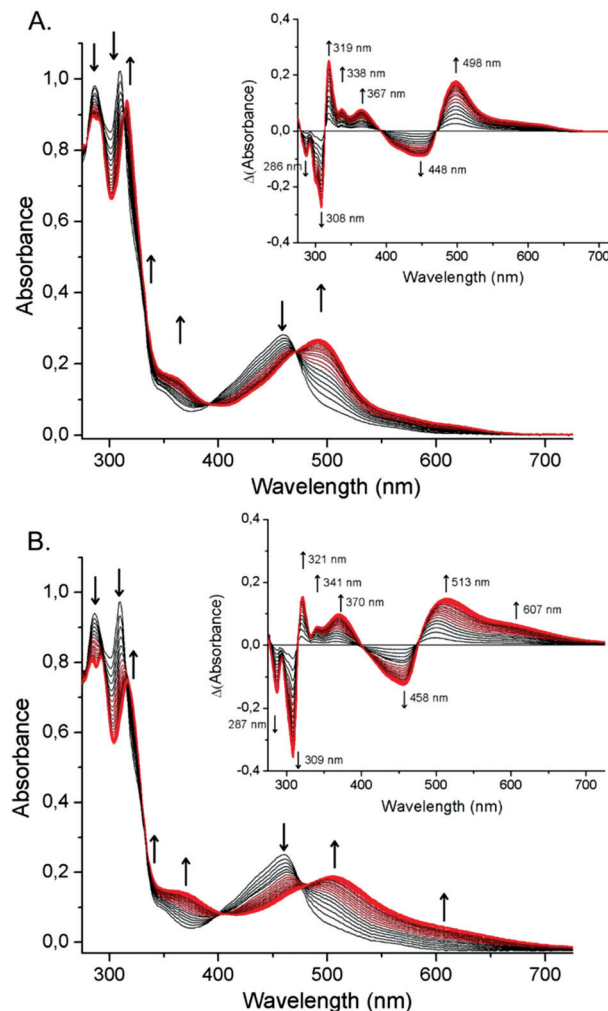 A.
1,0
0,8
0,6
0,4
0,2
0,0
Absorbance
300 400 500 600 700
Wavelength (nm)
0,4
0,2
0,0
-0,2
-0,4
Δ(Absorbance)
319 nm
338 nm
367 nm
498 nm
286 nm
448 nm
308 nm
300 400 500 600 700
Wavelength (nm)
B.
1,0
0,8
0,6
0,4
0,2
0,0
Absorbance
300 400 500 600 700
Wavelength (nm)
0,4
0,2
0,0
-0,2
-0,4
Δ(Absorbance)
321 nm
341 nm
370 nm
513 nm
607 nm
458 nm
287 nm
309 nm
300 400 500 600 700
Wavelength (nm)